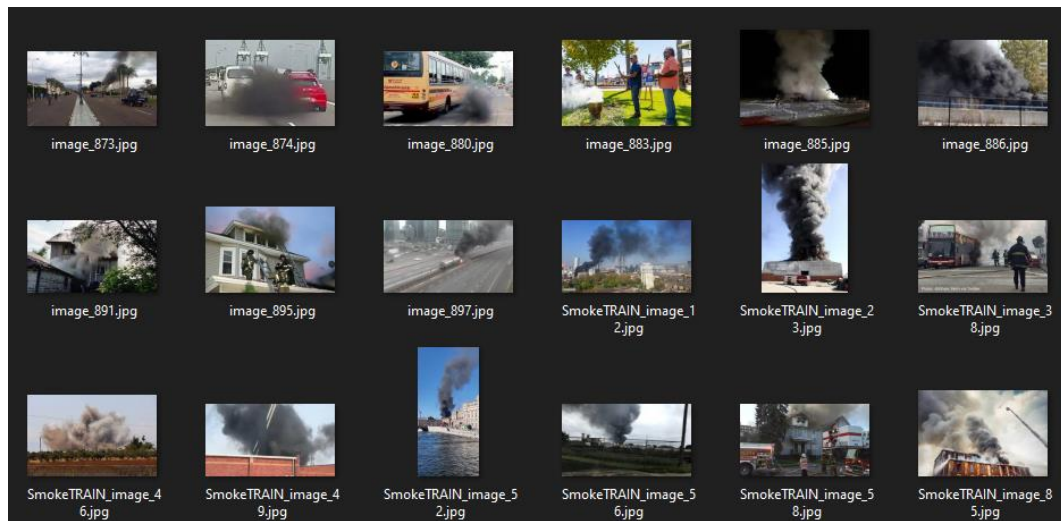 image_873.jpg
image_874.jpg
image_880.jpg
image_883.jpg
image_885.jpg
image_886.jpg
image_891.jpg
image_895.jpg
image_897.jpg
SmokeTRAIN_image_1
2.jpg
SmokeTRAIN_image_2
3.jpg
SmokeTRAIN_image_3
8.jpg
SmokeTRAIN_image_4
6.jpg
SmokeTRAIN_image_4
9.jpg
SmokeTRAIN_image_5
2.jpg
SmokeTRAIN_image_5
6.jpg
SmokeTRAIN_image_5
8.jpg
SmokeTRAIN_image_8
5.jpg